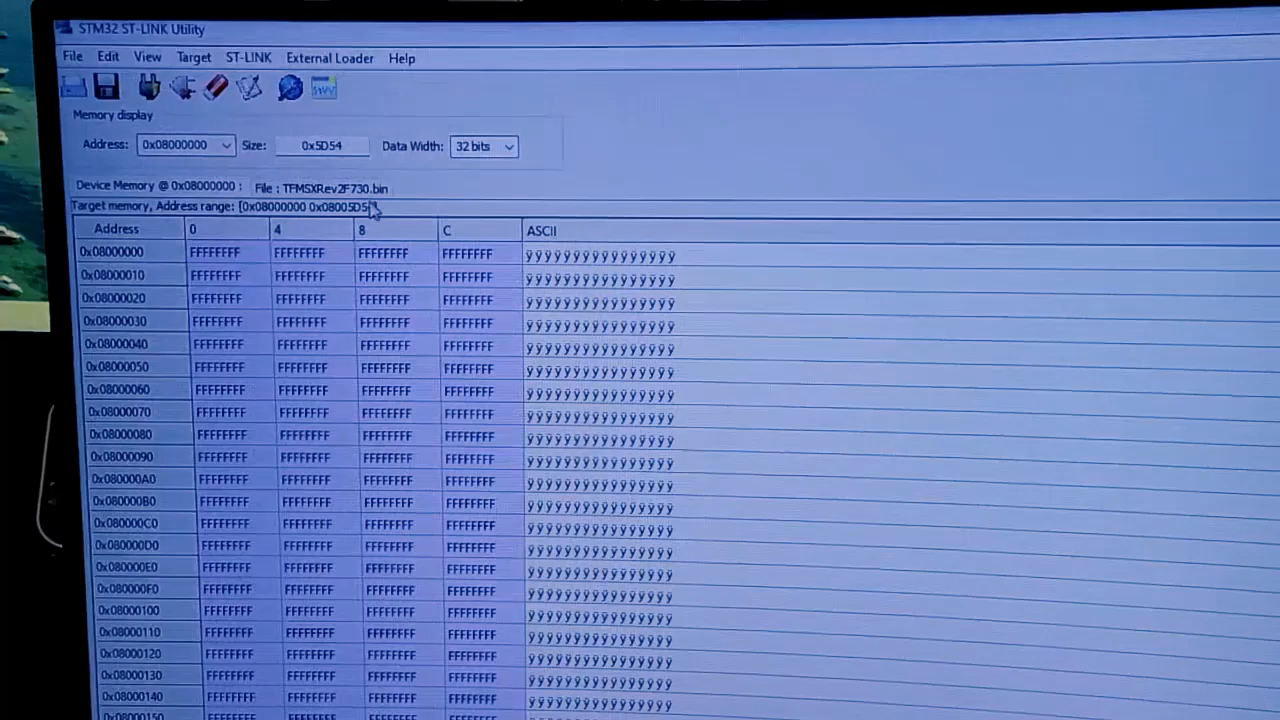 STM32 ST-LINK Utility
File Edit View Target ST-LINK External Loader Help
Memory display
Address: 0x08000000 Size: 0x5D54 Data Width: 32 bits
Device Memory @ 0x08000000 : File : TFMSXRev2F730.bin
Target memory, Address range: [0x08000000 0x08005D5
Address 0 4 8 C ASCII
0x08000000 FFFFFFFF FFFFFFFF FFFFFFFF FFFFFFFF ÿÿÿÿÿÿÿÿÿÿÿÿÿÿÿÿ
0x08000010 FFFFFFFF FFFFFFFF FFFFFFFF FFFFFFFF ÿÿÿÿÿÿÿÿÿÿÿÿÿÿÿÿ
0x08000020 FFFFFFFF FFFFFFFF FFFFFFFF FFFFFFFF ÿÿÿÿÿÿÿÿÿÿÿÿÿÿÿÿ
0x08000030 FFFFFFFF FFFFFFFF FFFFFFFF FFFFFFFF ÿÿÿÿÿÿÿÿÿÿÿÿÿÿÿÿ
0x08000040 FFFFFFFF FFFFFFFF FFFFFFFF FFFFFFFF ÿÿÿÿÿÿÿÿÿÿÿÿÿÿÿÿ
0x08000050 FFFFFFFF FFFFFFFF FFFFFFFF FFFFFFFF ÿÿÿÿÿÿÿÿÿÿÿÿÿÿÿÿ
0x08000060 FFFFFFFF FFFFFFFF FFFFFFFF FFFFFFFF ÿÿÿÿÿÿÿÿÿÿÿÿÿÿÿÿ
0x08000070 FFFFFFFF FFFFFFFF FFFFFFFF FFFFFFFF ÿÿÿÿÿÿÿÿÿÿÿÿÿÿÿÿ
0x08000080 FFFFFFFF FFFFFFFF FFFFFFFF FFFFFFFF ÿÿÿÿÿÿÿÿÿÿÿÿÿÿÿÿ
0x08000090 FFFFFFFF FFFFFFFF FFFFFFFF FFFFFFFF ÿÿÿÿÿÿÿÿÿÿÿÿÿÿÿÿ
0x080000A0 FFFFFFFF FFFFFFFF FFFFFFFF FFFFFFFF ÿÿÿÿÿÿÿÿÿÿÿÿÿÿÿÿ
0x080000B0 FFFFFFFF FFFFFFFF FFFFFFFF FFFFFFFF ÿÿÿÿÿÿÿÿÿÿÿÿÿÿÿÿ
0x080000C0 FFFFFFFF FFFFFFFF FFFFFFFF FFFFFFFF ÿÿÿÿÿÿÿÿÿÿÿÿÿÿÿÿ
0x080000D0 FFFFFFFF FFFFFFFF FFFFFFFF FFFFFFFF ÿÿÿÿÿÿÿÿÿÿÿÿÿÿÿÿ
0x080000E0 FFFFFFFF FFFFFFFF FFFFFFFF FFFFFFFF ÿÿÿÿÿÿÿÿÿÿÿÿÿÿÿÿ
0x080000F0 FFFFFFFF FFFFFFFF FFFFFFFF FFFFFFFF ÿÿÿÿÿÿÿÿÿÿÿÿÿÿÿÿ
0x08000100 FFFFFFFF FFFFFFFF FFFFFFFF FFFFFFFF ÿÿÿÿÿÿÿÿÿÿÿÿÿÿÿÿ
0x08000110 FFFFFFFF FFFFFFFF FFFFFFFF FFFFFFFF ÿÿÿÿÿÿÿÿÿÿÿÿÿÿÿÿ
0x08000120 FFFFFFFF FFFFFFFF FFFFFFFF FFFFFFFF ÿÿÿÿÿÿÿÿÿÿÿÿÿÿÿÿ
0x08000130 FFFFFFFF FFFFFFFF FFFFFFFF FFFFFFFF ÿÿÿÿÿÿÿÿÿÿÿÿÿÿÿÿ
0x08000140 FFFFFFFF FFFFFFFF FFFFFFFF FFFFFFFF ÿÿÿÿÿÿÿÿÿÿÿÿÿÿÿÿ
0x08000150 FFFFFFFF FFFFFFFF FFFFFFFF FFFFFFFF